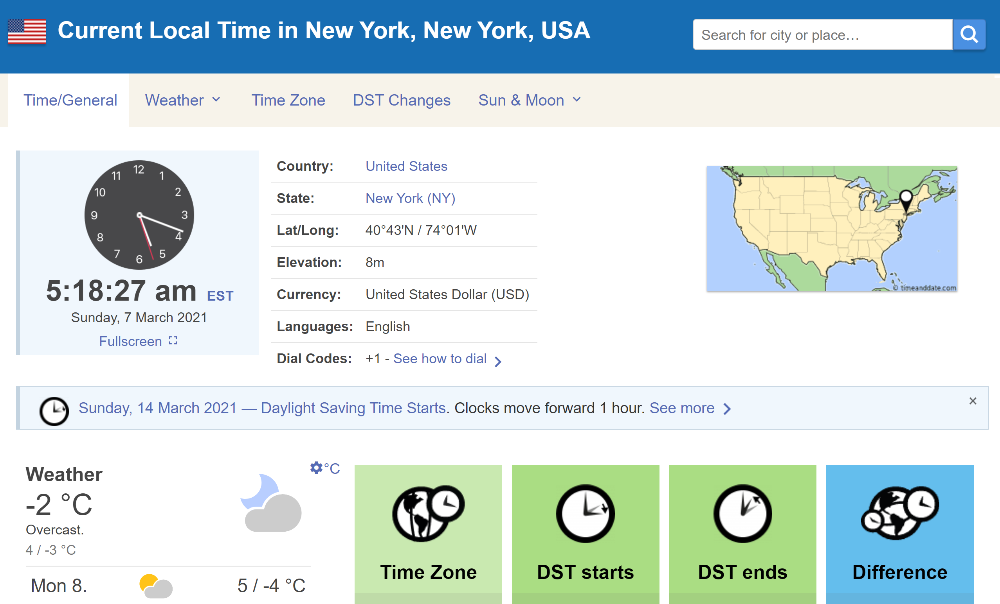 Current Local Time in New York, New York, USA
Search for city or place…
Time/General
Weather
Time Zone
DST Changes
Sun & Moon
12
11
1
10
2
9
3
8
4
7
5
6
5:18:27 am EST
Sunday, 7 March 2021
Fullscreen
Country: United States
State: New York (NY)
Lat/Long: 40°43'N / 74°01'W
Elevation: 8m
Currency: United States Dollar (USD)
Languages: English
Dial Codes: +1 - See how to dial
© timeanddate.com
Sunday, 14 March 2021 — Daylight Saving Time Starts. Clocks move forward 1 hour. See more
×
Weather
°C
-2 °C
Overcast.
4 / -3 °C
Mon 8.
5 / -4 °C
Time Zone
DST starts
DST ends
Difference